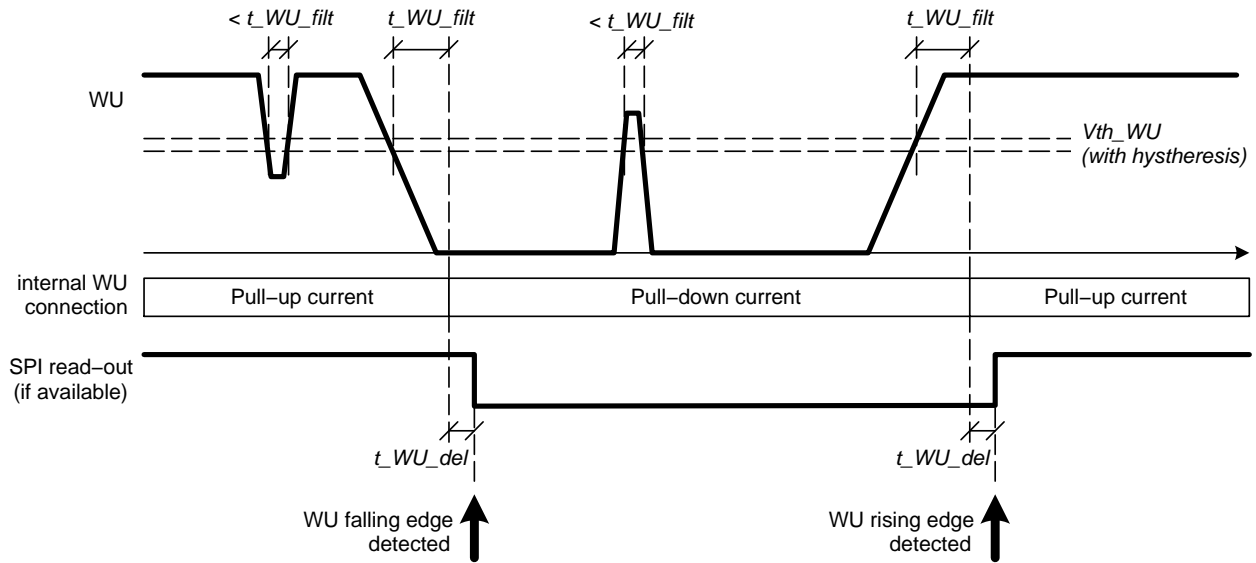 < t_WU_filt
t_WU_filt
< t_WU_filt
t_WU_filt
WU
Vth_WU
(with hystheresis)
internal WU
connection
Pull−up current
Pull−down current
Pull−up current
SPI read−out
(if available)
t_WU_del
t_WU_del
WU falling edge
detected
WU rising edge
detected